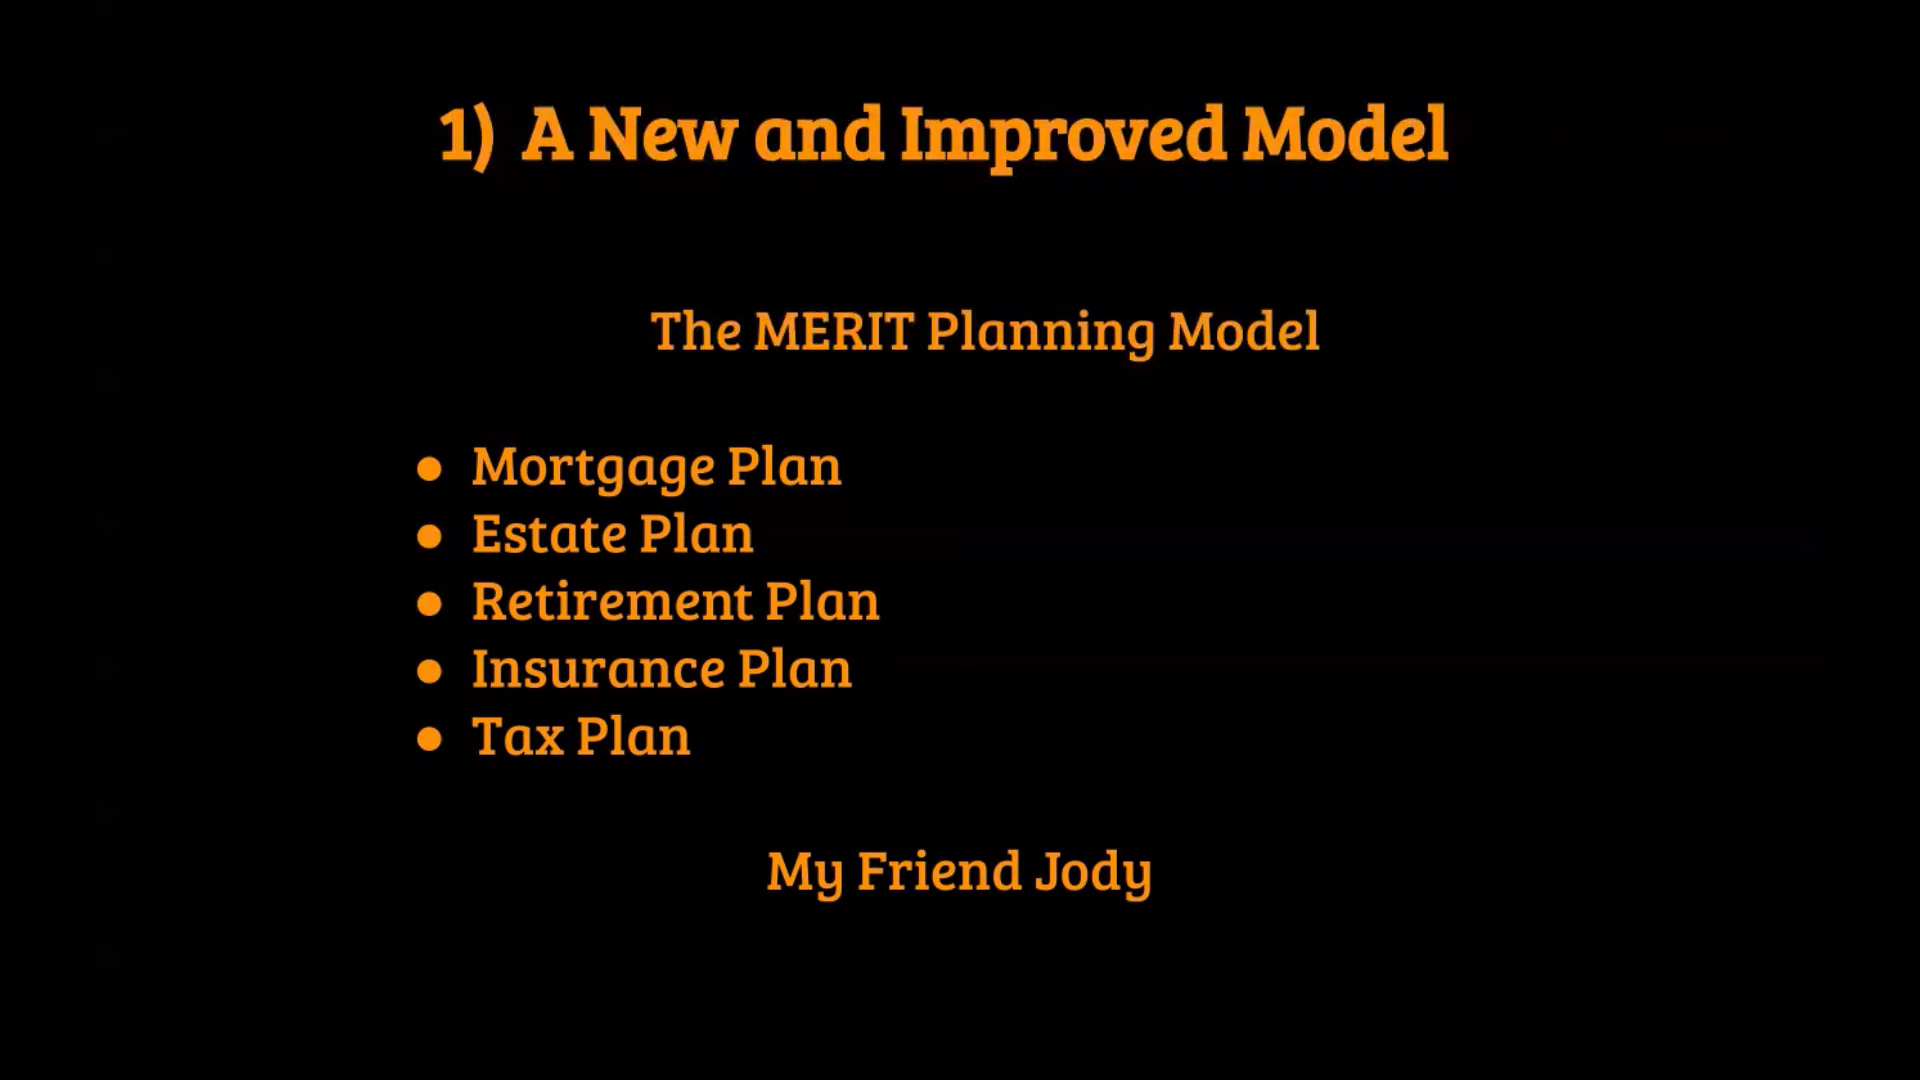 1) A New and Improved Model
The MERIT Planning Model
● Mortgage Plan
● Estate Plan
● Retirement Plan
● Insurance Plan
● Tax Plan
My Friend Jody